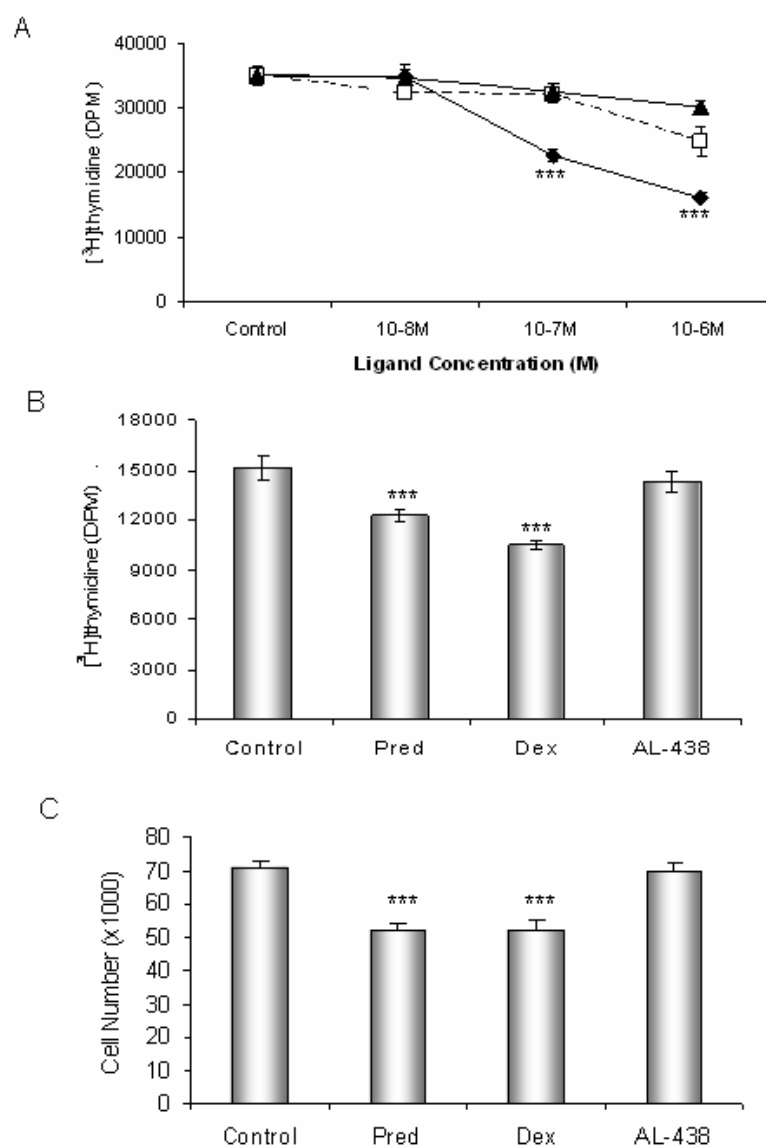 A
40000
30000
20000
10000
0
[³H]thymidine (DPM)
***
***
Control 10-8M 10-7M 10-6M
Ligand Concentration (M)
B
18000
15000
12000
9000
6000
3000
0
[³H]thymidine (DPM)
***
***
Control Pred Dex AL-438
C
80
70
60
50
40
30
20
10
0
Cell Number (x1000)
***
***
Control Pred Dex AL-438